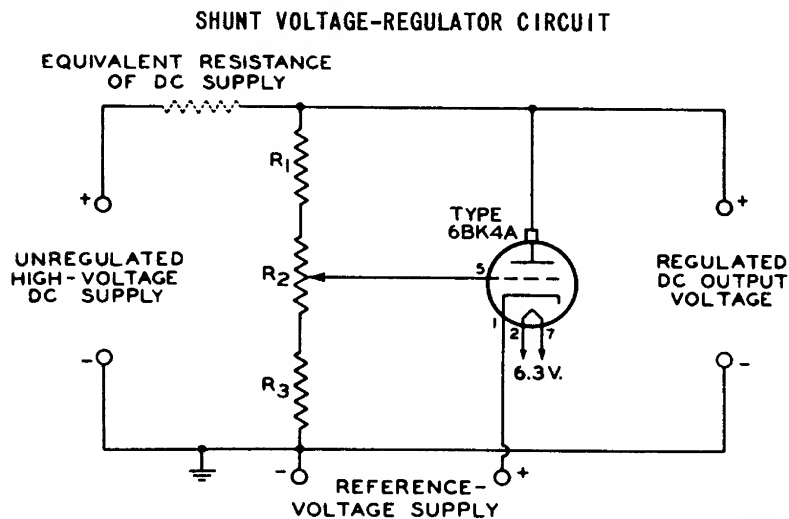 SHUNT VOLTAGE-REGULATOR CIRCUIT
EQUIVALENT RESISTANCE
OF DC SUPPLY
R1
+
TYPE
6BK4A
+
UNREGULATED
HIGH-VOLTAGE
DC SUPPLY
R2
5
REGULATED
DC OUTPUT
VOLTAGE
1
2
7
-
R3
6.3 V.
-
-
REFERENCE-
VOLTAGE SUPPLY
+